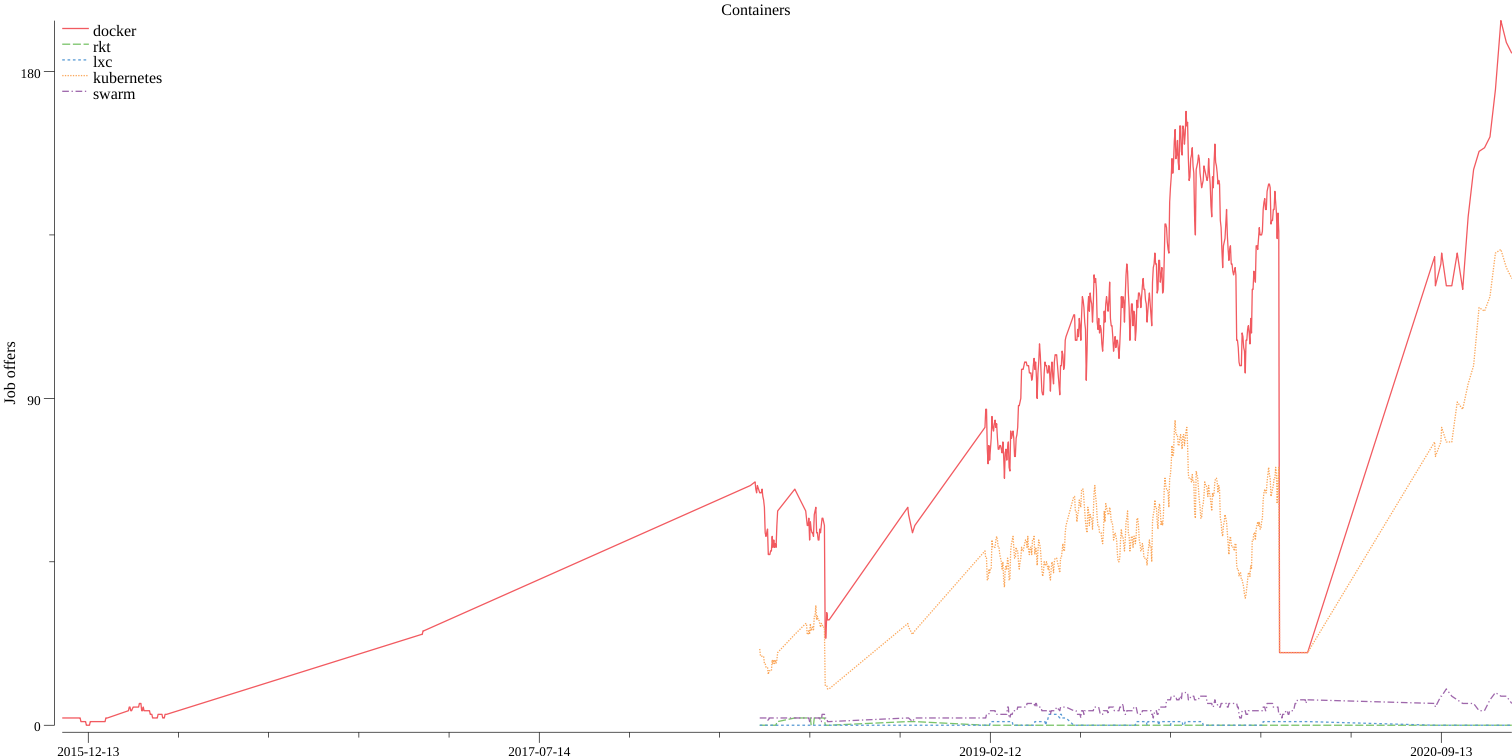 Containers
docker
rkt
lxc
kubernetes
swarm
180
90
0
Job offers
2015-12-13
2017-07-14
2019-02-12
2020-09-13